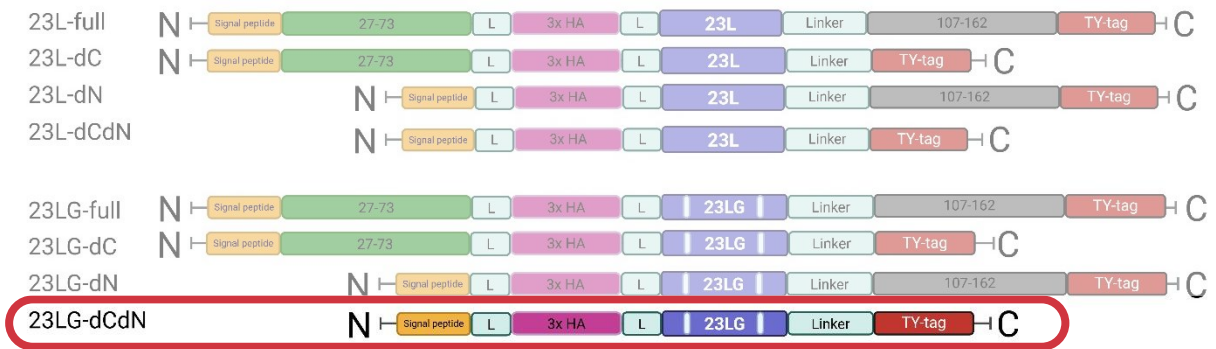 23L-full N Signal peptide 27-73 L 3x HA L 23L Linker 107-162 TY-tag C
23L-dC N Signal peptide 27-73 L 3x HA L 23L Linker TY-tag C
23L-dN N Signal peptide L 3x HA L 23L Linker 107-162 TY-tag C
23L-dCdN N Signal peptide L 3x HA L 23L Linker TY-tag C
23LG-full N Signal peptide 27-73 L 3x HA L 23LG Linker 107-162 TY-tag C
23LG-dC N Signal peptide 27-73 L 3x HA L 23LG Linker TY-tag C
23LG-dN N Signal peptide L 3x HA L 23LG Linker 107-162 TY-tag C
23LG-dCdN N Signal peptide L 3x HA L 23LG Linker TY-tag C